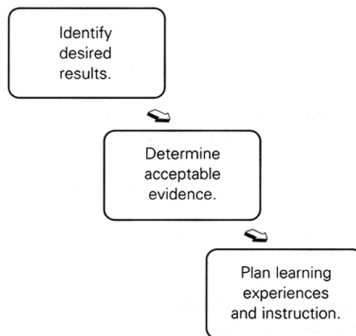 Identify
desired
results.
Determine
acceptable
evidence.
Plan learning
experiences
and instruction.